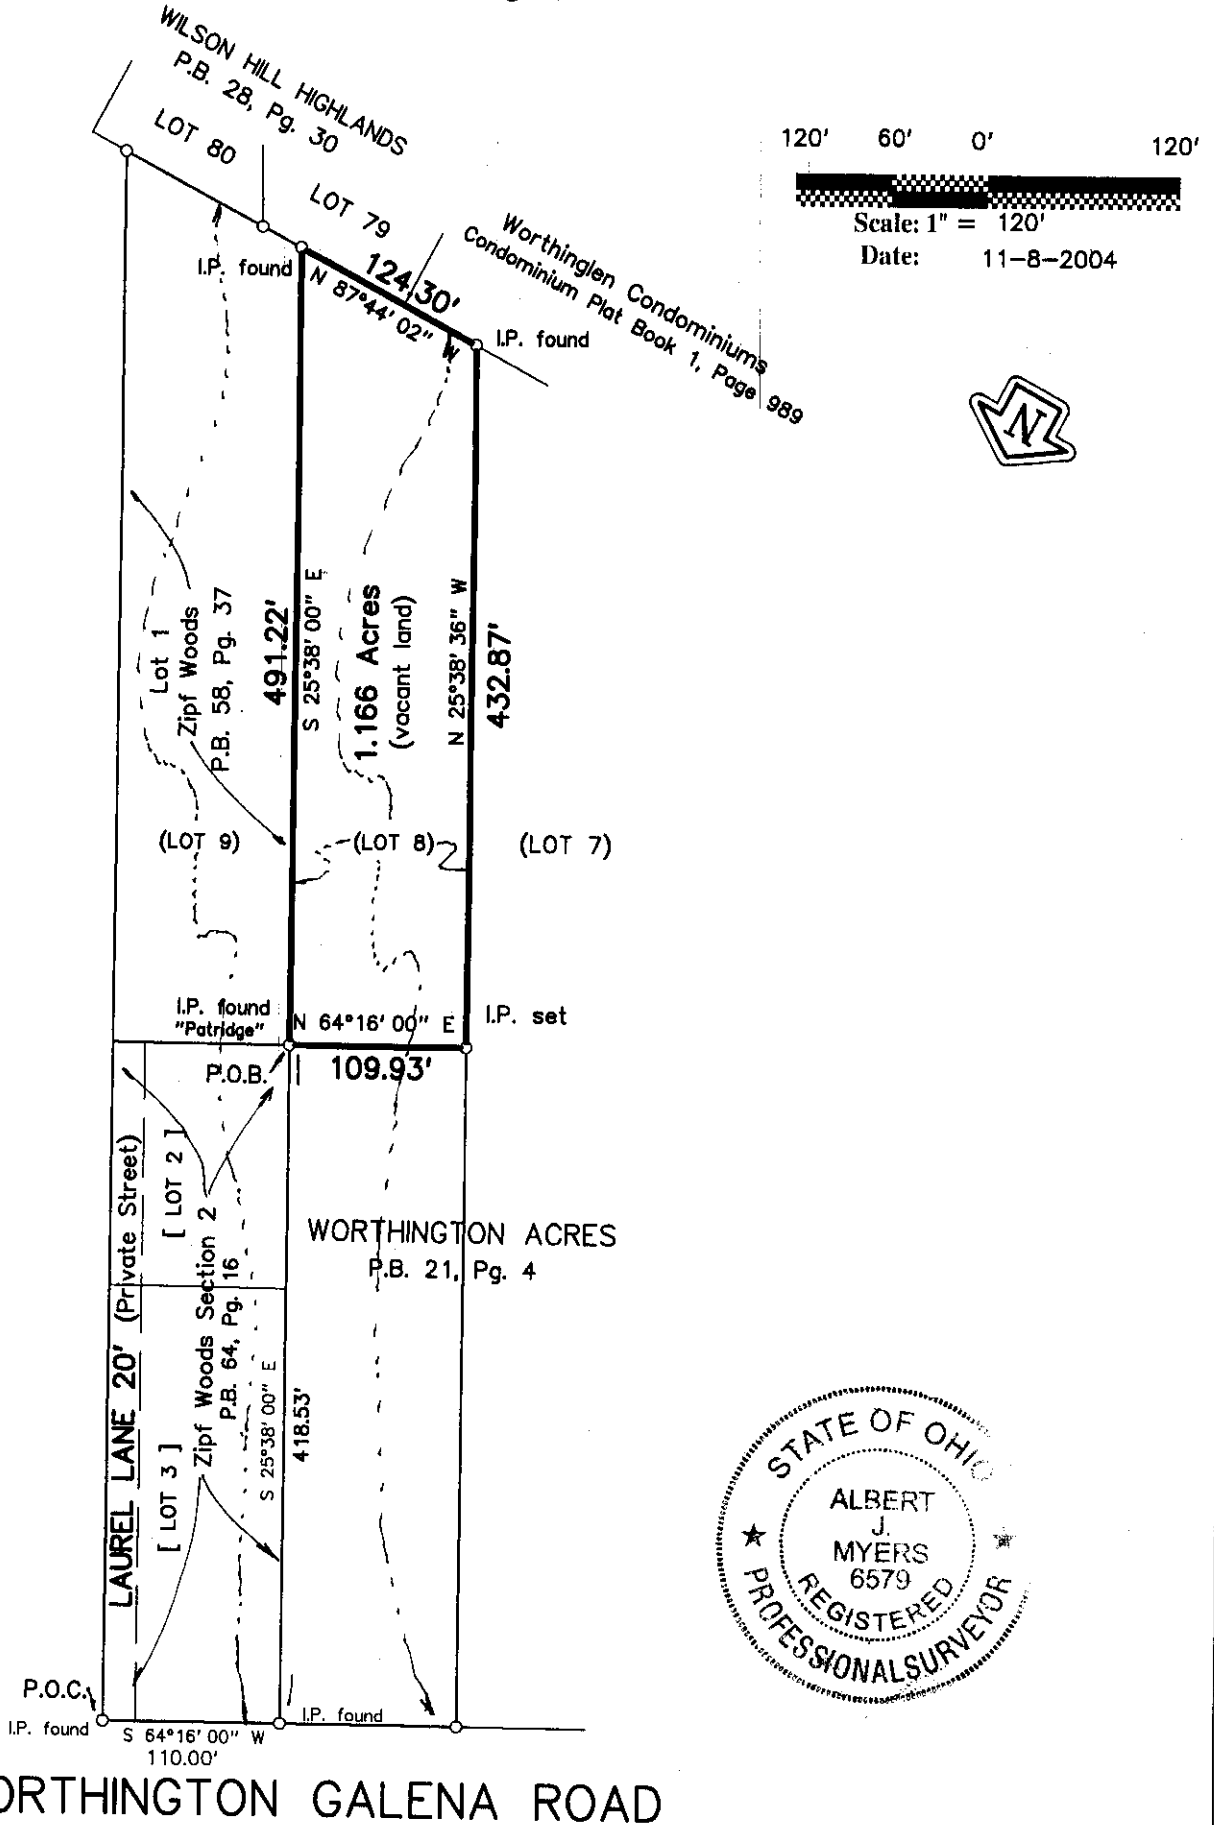 WILSON HILL HIGHLANDS
P.B. 28, Pg. 30
LOT 80
LOT 79
120' 60' 0' 120'
Scale: 1" = 120'
Date: 11-8-2004
Worthinglen Condominiums
Condominium Plat Book 1, Page 989
I.P. found
124.30'
N 87°44'02" W
I.P. found
N
Lot 1
Zipf Woods
P.B. 58, Pg. 37
491.22'
S 25°38'00" E
1.166 Acres
(vacant land)
N 25°38'36" W
432.87'
(LOT 9)
(LOT 8)
(LOT 7)
I.P. found
"Patridge"
N 64°16'00" E
I.P. set
P.O.B.
109.93'
LAUREL LANE 20' (Private Street)
[ LOT 2 ]
[ LOT 3 ]
Zipf Woods Section 2
P.B. 64, Pg. 16
WORTHINGTON ACRES
P.B. 21, Pg. 4
S 25°38'00" E
418.53'
STATE OF OHIO
ALBERT
J.
MYERS
6579
REGISTERED
PROFESSIONAL SURVEYOR
P.O.C.
I.P. found
I.P. found
S 64°16'00" W
110.00'
ORTHINGTON GALENA ROAD